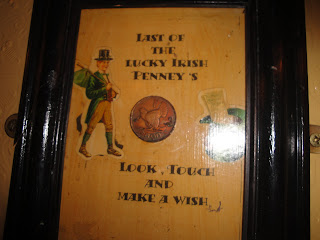 LAST OF
THE
LUCKY IRISH
PENNEY'S
LOOK, TOUCH
AND
MAKE A WISH